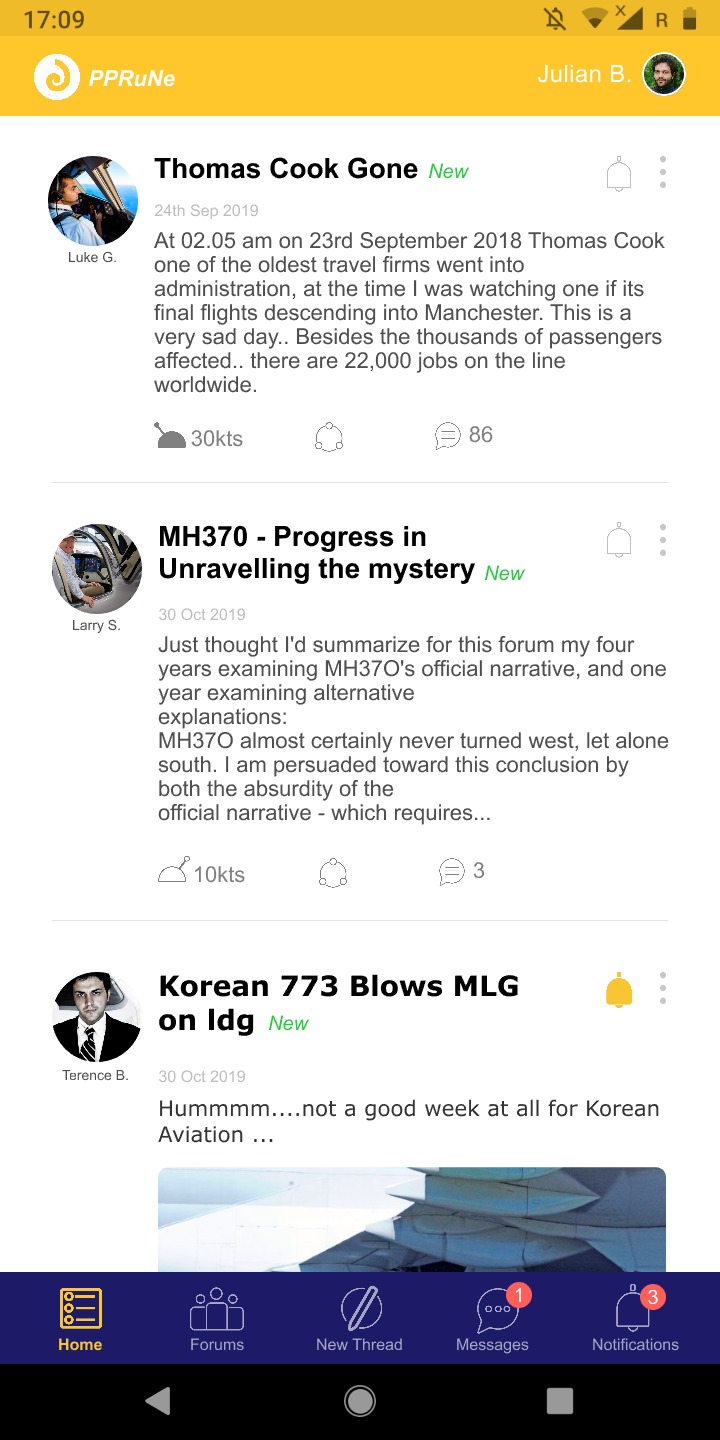 17:09
R
PPRuNe
Julian B.
Thomas Cook Gone New
24th Sep 2019
Luke G.
At 02.05 am on 23rd September 2018 Thomas Cook
one of the oldest travel firms went into
administration, at the time I was watching one if its
final flights descending into Manchester. This is a
very sad day.. Besides the thousands of passengers
affected.. there are 22,000 jobs on the line
worldwide.
30kts
86
MH370 - Progress in
Unravelling the mystery New
Larry S.
30 Oct 2019
Just thought I'd summarize for this forum my four
years examining MH37O's official narrative, and one
year examining alternative
explanations:
MH37O almost certainly never turned west, let alone
south. I am persuaded toward this conclusion by
both the absurdity of the
official narrative - which requires...
10kts
3
Korean 773 Blows MLG
on ldg New
Terence B.
30 Oct 2019
Hummmm....not a good week at all for Korean
Aviation ...
1
3
Home
Forums
New Thread
Messages
Notifications